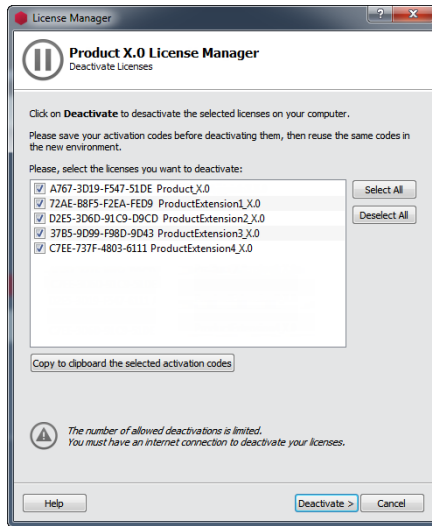 License Manager
Product X.0 License Manager
Deactivate Licenses
Click on Deactivate to desactivate the selected licenses on your computer.
Please save your activation codes before deactivating them, then reuse the same codes in
the new environment.
Please, select the licenses you want to deactivate:
A767-3D19-F547-51DE Product_X.0
Select All
72AE-B8F5-F2EA-FED9 ProductExtension1_X.0
D2E5-3D6D-91C9-D9CD ProductExtension2_X.0
Deselect All
37B5-9D99-F98D-9D43 ProductExtension3_X.0
C7EE-737F-4803-6111 ProductExtension4_X.0
Copy to clipboard the selected activation codes
The number of allowed deactivations is limited.
You must have an internet connection to deactivate your licenses.
Help
Deactivate >
Cancel